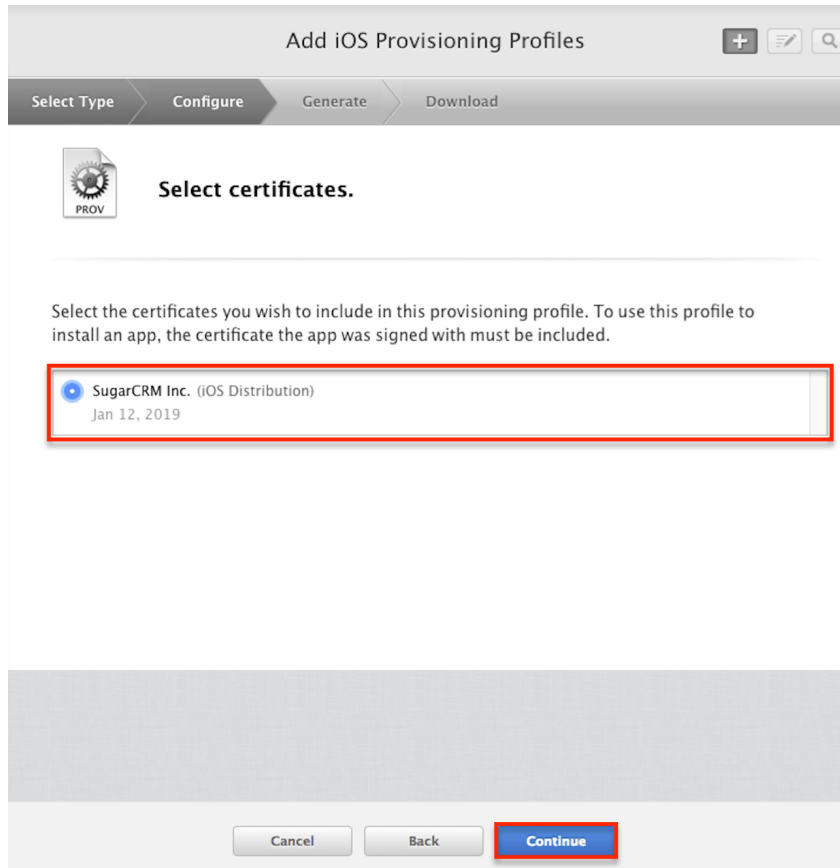 Add iOS Provisioning Profiles
Select Type
Configure
Generate
Download
PROV
Select certificates.
Select the certificates you wish to include in this provisioning profile. To use this profile to
install an app, the certificate the app was signed with must be included.
SugarCRM Inc. (iOS Distribution)
Jan 12, 2019
Cancel
Back
Continue